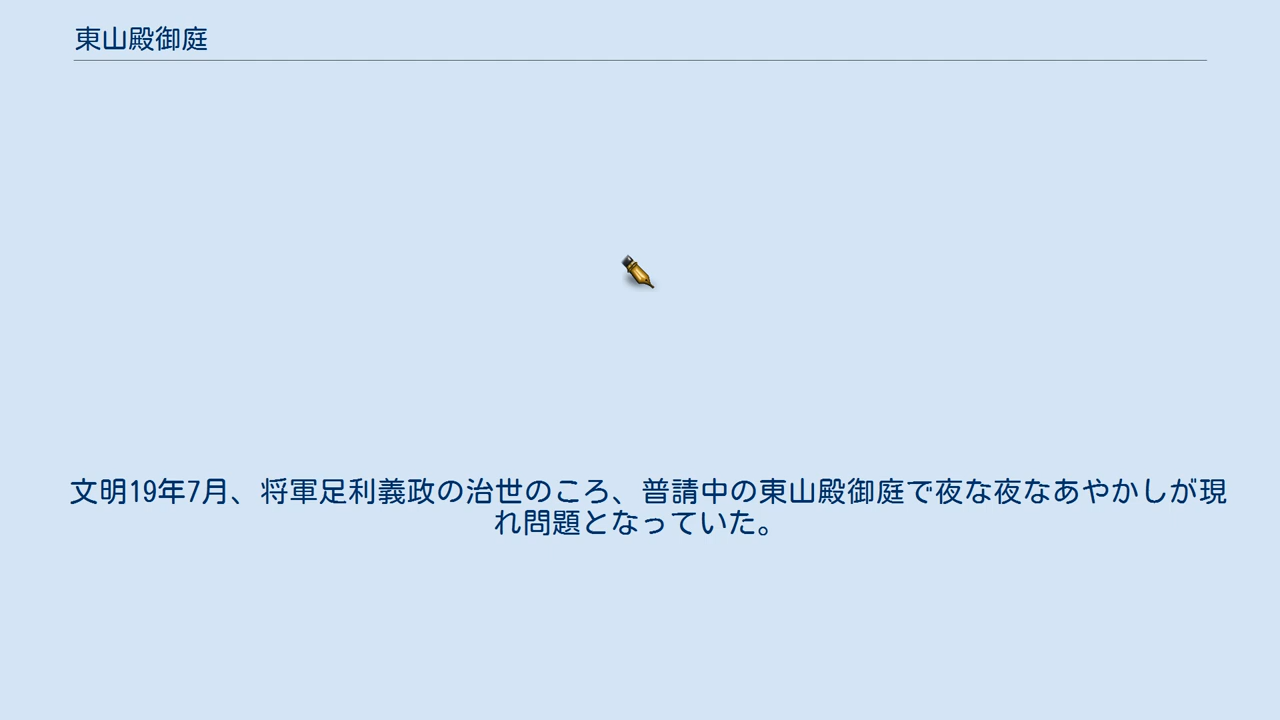 東山殿御庭
文明19年7月、将軍足利義政の治世のころ、普請中の東山殿御庭で夜な夜なあやかしが現
れ問題となっていた。